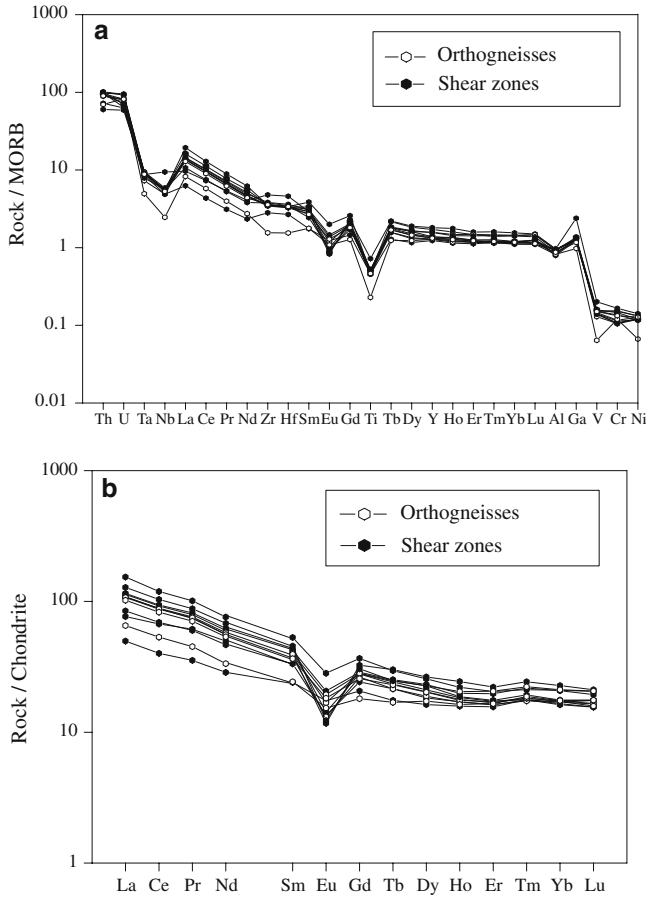 1000
a
Orthogneisses
Shear zones
100
10
1
0.1
0.01
Rock / MORB
Th U Ta Nb La Ce Pr Nd Zr Hf Sm Eu Gd Ti Tb Dy Y Ho Er Tm Yb Lu Al Ga V Cr Ni
1000
b
Orthogneisses
Shear zones
100
10
1
Rock / Chondrite
La Ce Pr Nd Sm Eu Gd Tb Dy Ho Er Tm Yb Lu